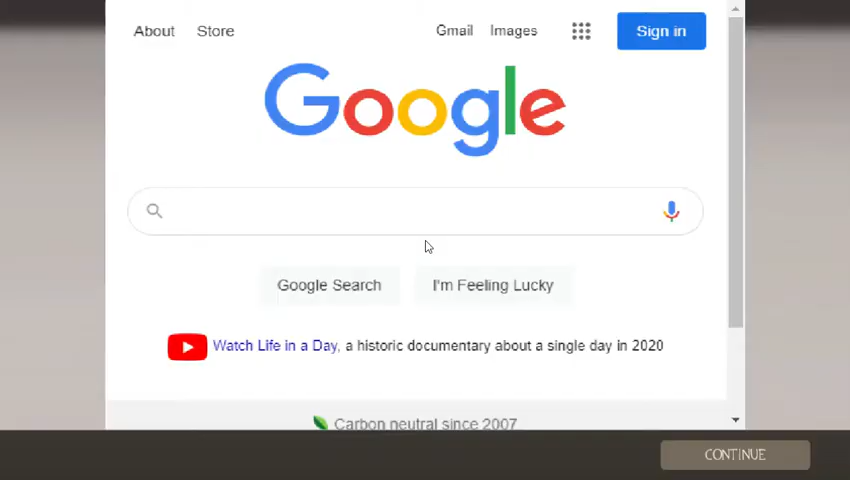 About Store Gmail Images Sign in
Google
Google Search I'm Feeling Lucky
Watch Life in a Day, a historic documentary about a single day in 2020
Carbon neutral since 2007
CONTINUE